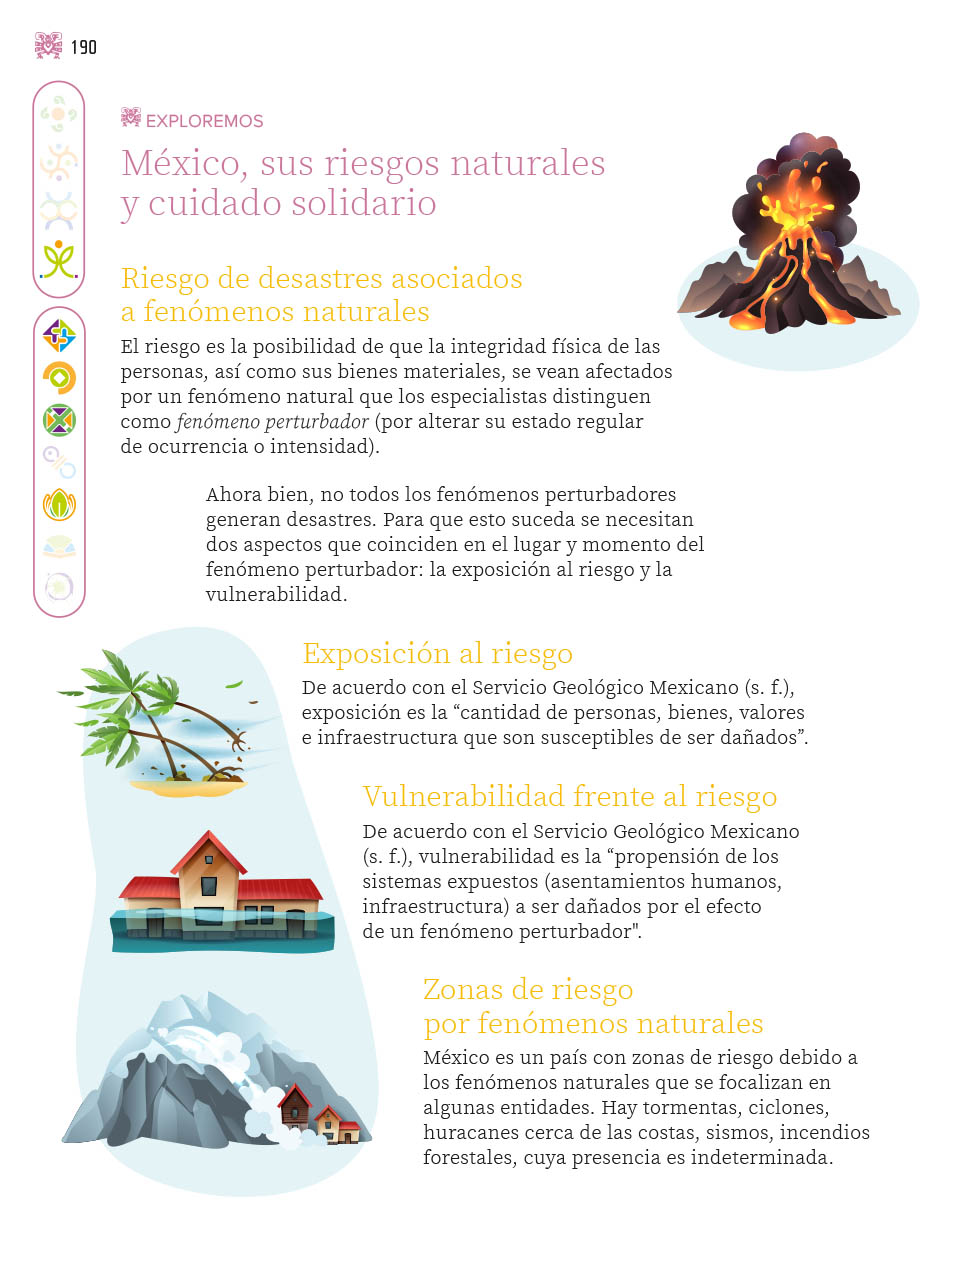 190
EXPLOREMOS
México, sus riesgos naturales
y cuidado solidario
Riesgo de desastres asociados
a fenómenos naturales
El riesgo es la posibilidad de que la integridad física de las
personas, así como sus bienes materiales, se vean afectados
por un fenómeno natural que los especialistas distinguen
como fenómeno perturbador (por alterar su estado regular
de ocurrencia o intensidad).
Ahora bien, no todos los fenómenos perturbadores
generan desastres. Para que esto suceda se necesitan
dos aspectos que coinciden en el lugar y momento del
fenómeno perturbador: la exposición al riesgo y la
vulnerabilidad.
Exposición al riesgo
De acuerdo con el Servicio Geológico Mexicano (s. f.),
exposición es la “cantidad de personas, bienes, valores
e infraestructura que son susceptibles de ser dañados”.
Vulnerabilidad frente al riesgo
De acuerdo con el Servicio Geológico Mexicano
(s. f.), vulnerabilidad es la “propensión de los
sistemas expuestos (asentamientos humanos,
infraestructura) a ser dañados por el efecto
de un fenómeno perturbador".
Zonas de riesgo
por fenómenos naturales
México es un país con zonas de riesgo debido a
los fenómenos naturales que se focalizan en
algunas entidades. Hay tormentas, ciclones,
huracanes cerca de las costas, sismos, incendios
forestales, cuya presencia es indeterminada.